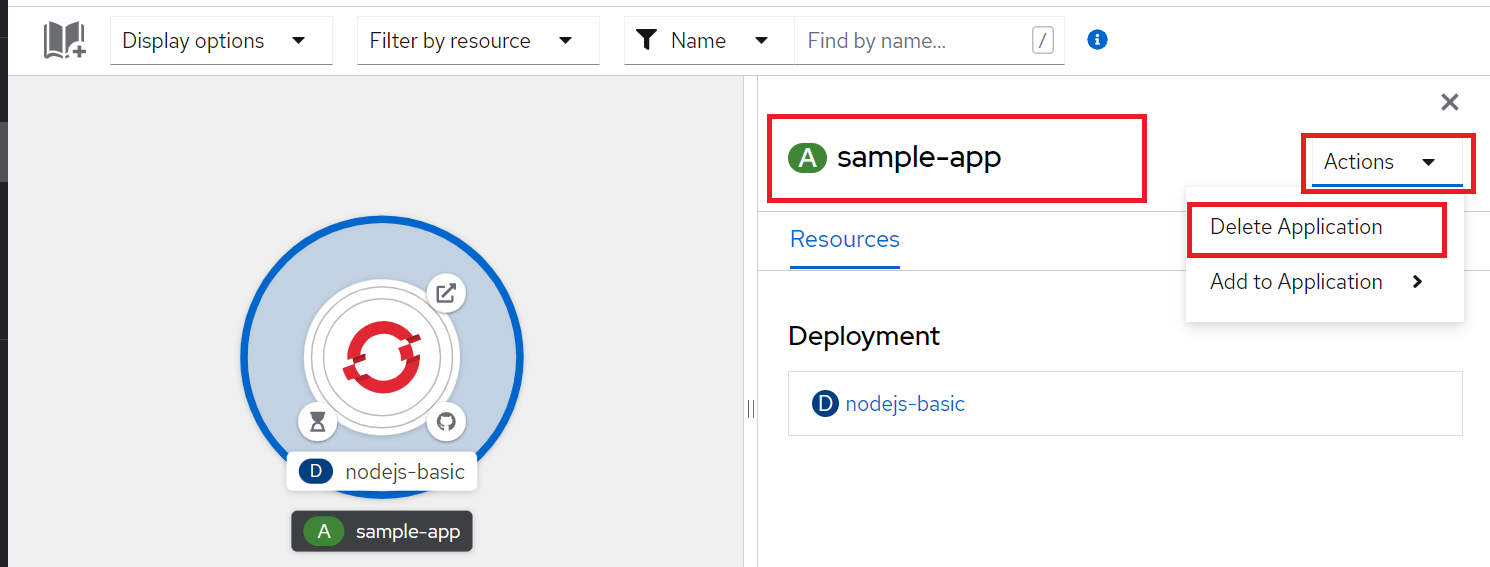 Display options
Filter by resource
Name
Find by name...
/
i
A sample-app
Actions
Delete Application
Add to Application
Resources
Deployment
D nodejs-basic
D nodejs-basic
A sample-app